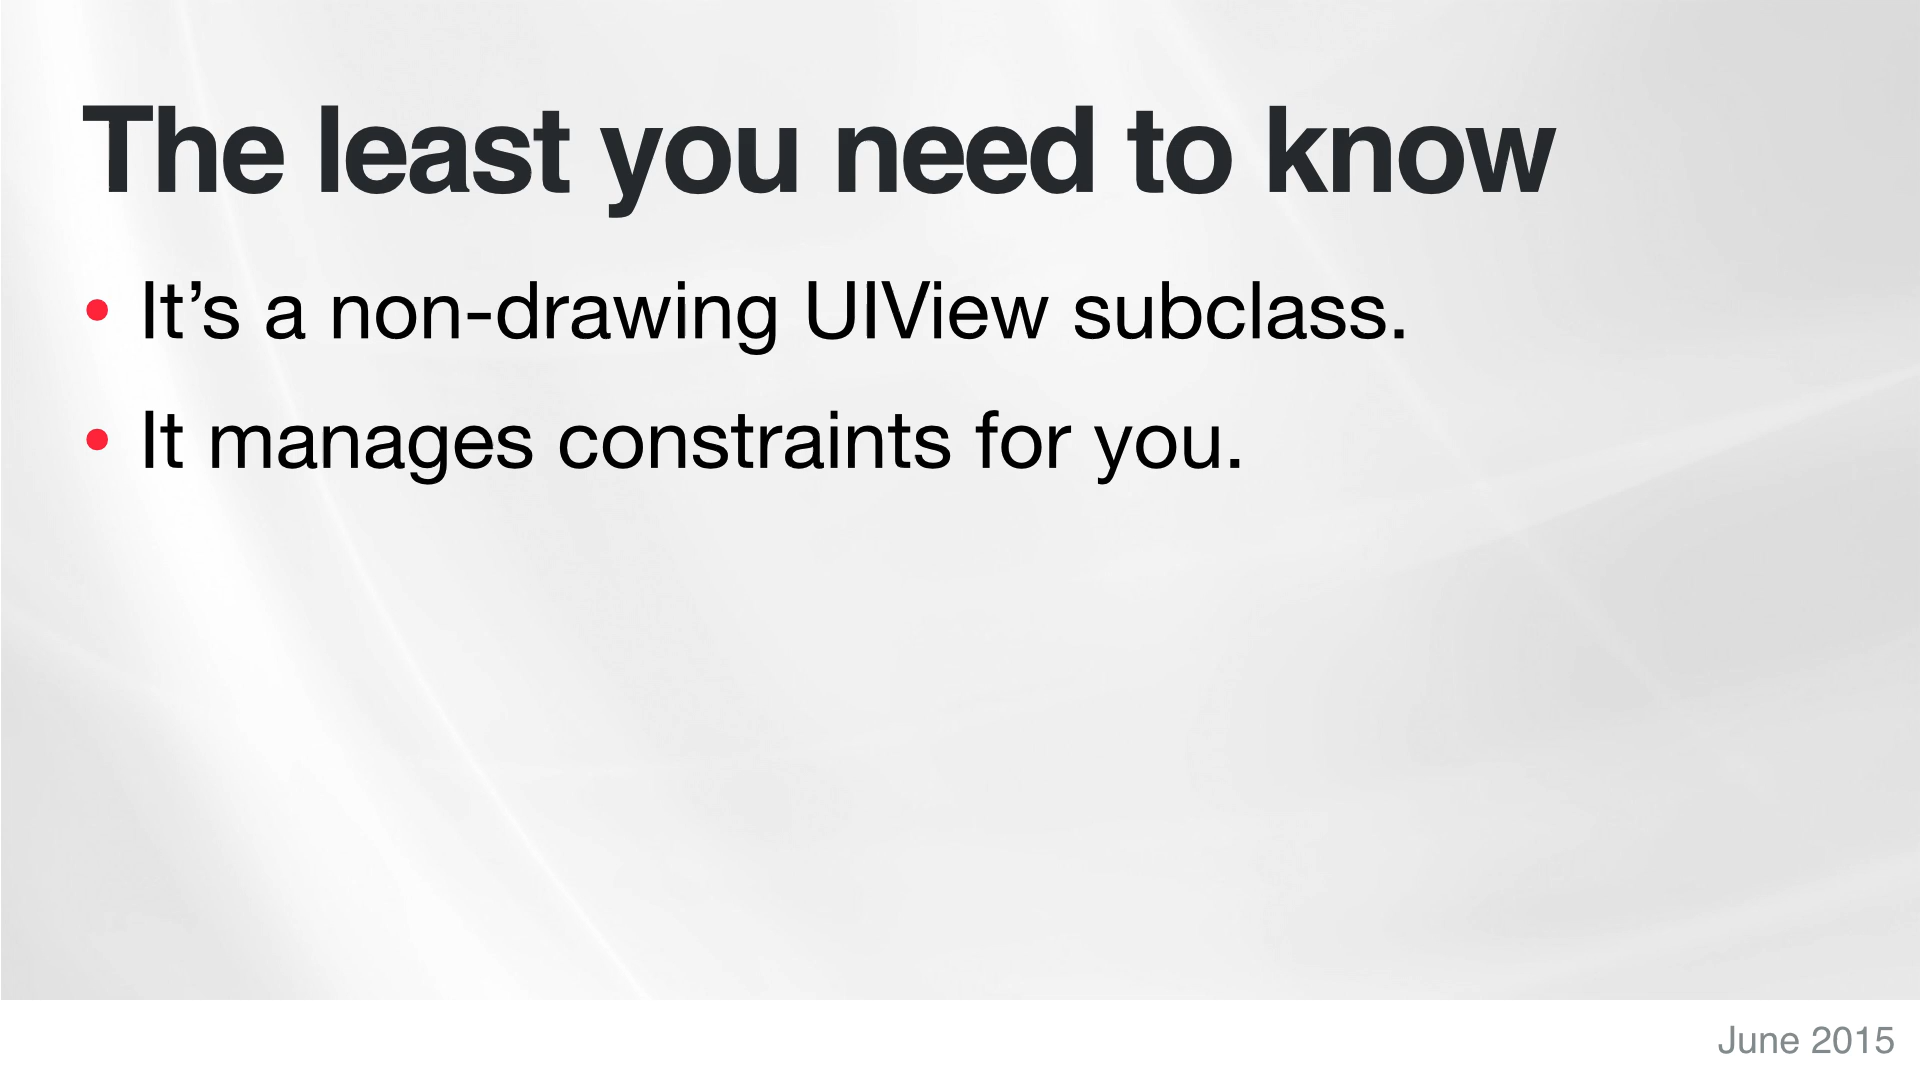 The least you need to know
• It’s a non-drawing UIView subclass.
• It manages constraints for you.
June 2015